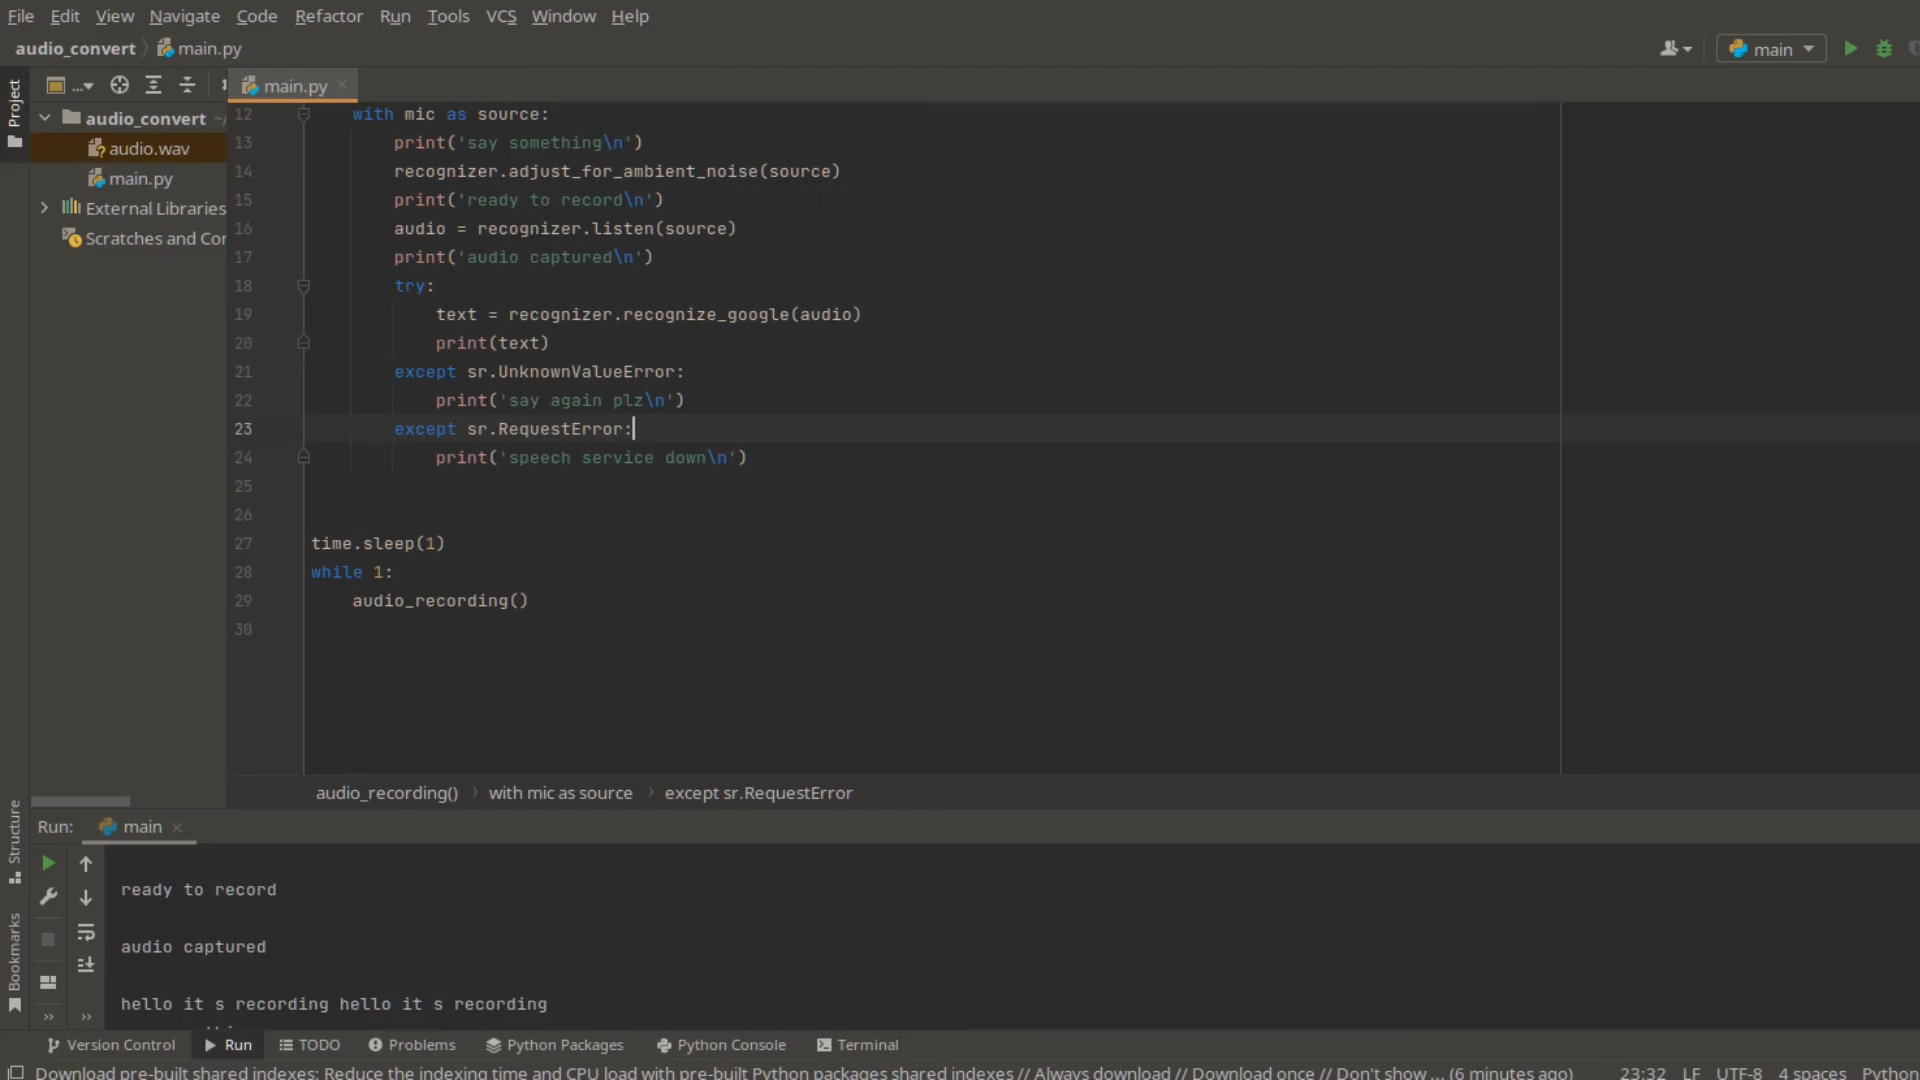 File Edit View Navigate Code Refactor Run Tools VCS Window Help
audio_convert main.py
main
Project
...
main.py
audio_convert ~/
audio.wav
main.py
External Libraries
Scratches and Con
12 with mic as source:
13 print('say something\n')
14 recognizer.adjust_for_ambient_noise(source)
15 print('ready to record\n')
16 audio = recognizer.listen(source)
17 print('audio captured\n')
18 try:
19 text = recognizer.recognize_google(audio)
20 print(text)
21 except sr.UnknownValueError:
22 print('say again plz\n')
23 except sr.RequestError:
24 print('speech service down\n')
25
26
27 time.sleep(1)
28 while 1:
29 audio_recording()
30
audio_recording() with mic as source except sr.RequestError
Structure
Bookmarks
Run: main
ready to record
audio captured
hello it s recording hello it s recording
Version Control Run TODO Problems Python Packages Python Console Terminal
Download pre-built shared indexes: Reduce the indexing time and CPU load with pre-built Python packages shared indexes // Always download // Download once // Don't show ... (6 minutes ago) 23:32 LF UTF-8 4 spaces Python